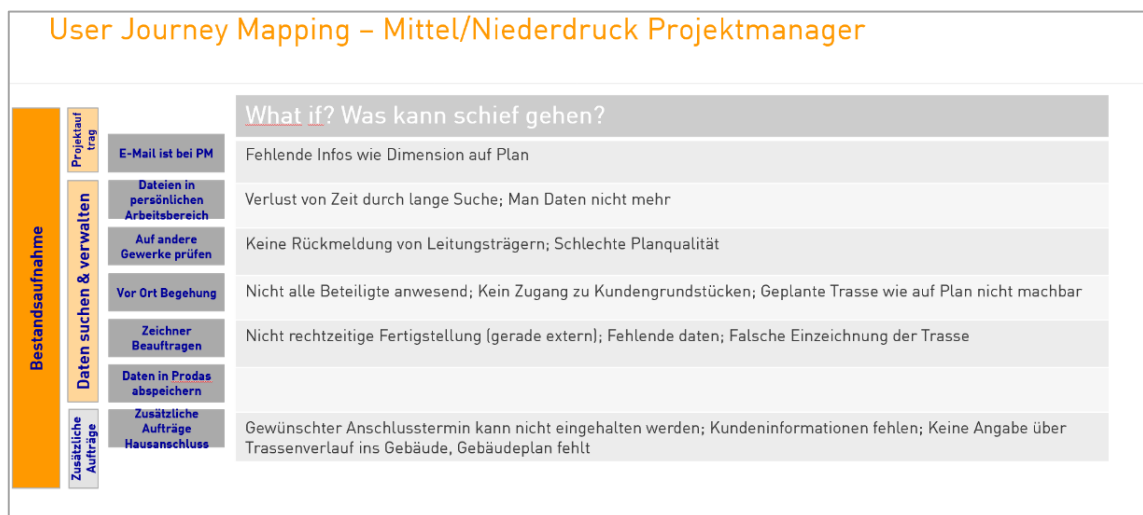 User Journey Mapping – Mittel/Niederdruck Projektmanager
What if? Was kann schief gehen?
Bestandsaufnahme
Projektauf
trag
E-Mail ist bei PM
Fehlende Infos wie Dimension auf Plan
Daten suchen & verwalten
Dateien in
persönlichen
Arbeitsbereich
Verlust von Zeit durch lange Suche; Man Daten nicht mehr
Auf andere
Gewerke prüfen
Keine Rückmeldung von Leitungsträgern; Schlechte Planqualität
Vor Ort Begehung
Nicht alle Beteiligte anwesend; Kein Zugang zu Kundengrundstücken; Geplante Trasse wie auf Plan nicht machbar
Zeichner
Beauftragen
Nicht rechtzeitige Fertigstellung (gerade extern); Fehlende daten; Falsche Einzeichnung der Trasse
Daten in Prodas
abspeichern
Zusätzliche
Aufträge
Zusätzliche
Aufträge
Hausanschluss
Gewünschter Anschlusstermin kann nicht eingehalten werden; Kundeninformationen fehlen; Keine Angabe über
Trassenverlauf ins Gebäude, Gebäudeplan fehlt